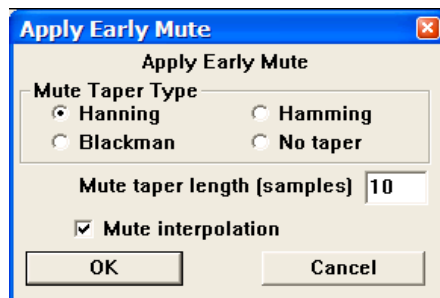 Apply Early Mute
Apply Early Mute
Mute Taper Type
Hanning Hamming
Blackman No taper
Mute taper length (samples) 10
Mute interpolation
OK Cancel